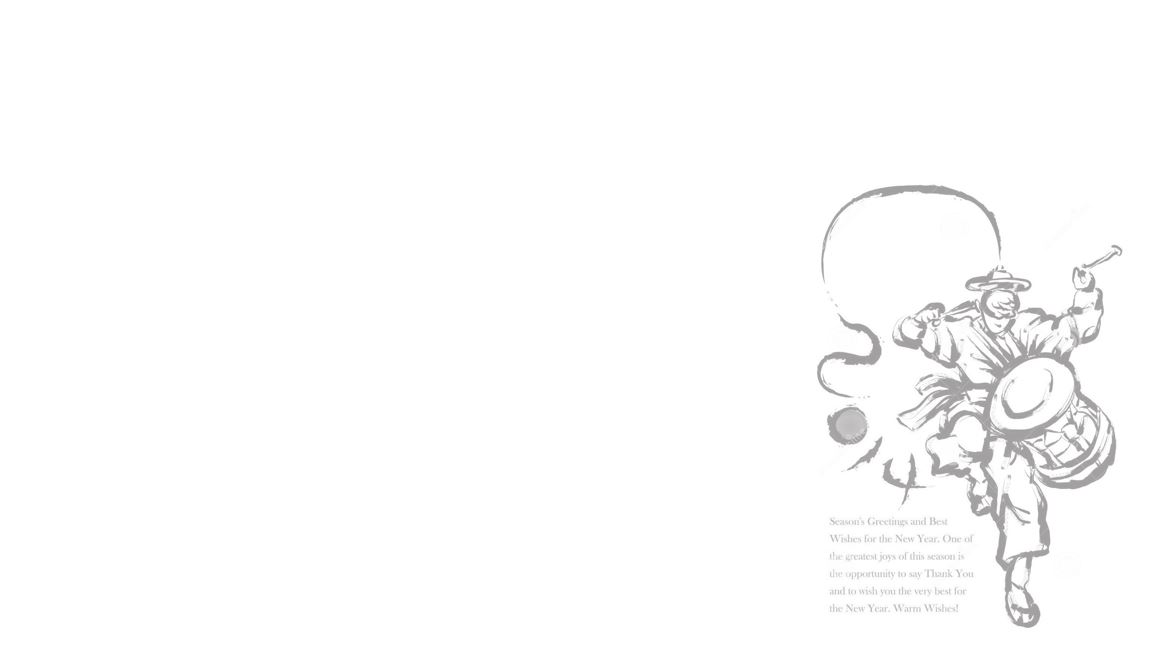 Season's Greetings and Best
Wishes for the New Year. One of
the greatest joys of this season is
the opportunity to say Thank You
and to wish you the very best for
the New Year. Warm Wishes!